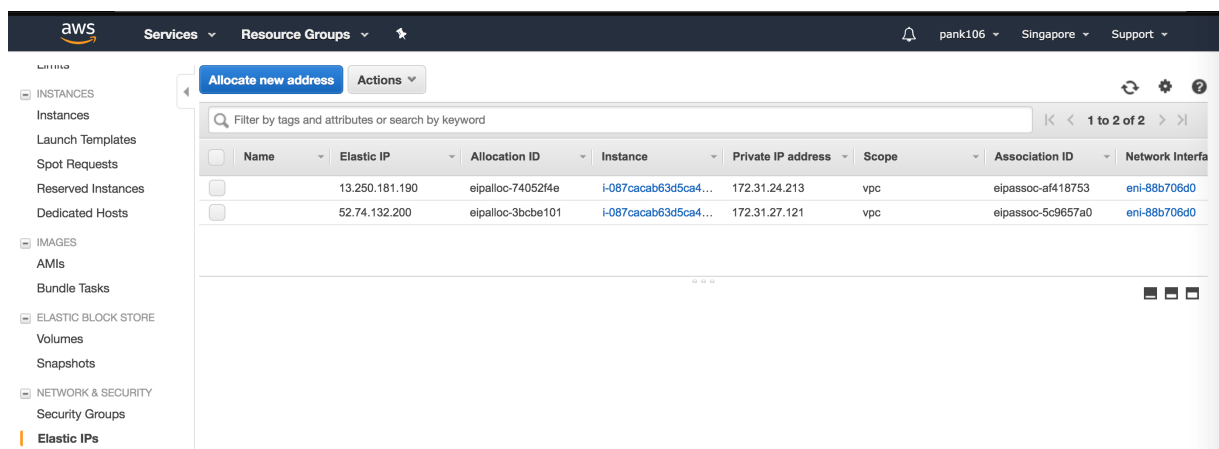 aws Services Resource Groups pank106 Singapore Support
Limits
INSTANCES
Instances
Launch Templates
Spot Requests
Reserved Instances
Dedicated Hosts
IMAGES
AMIs
Bundle Tasks
ELASTIC BLOCK STORE
Volumes
Snapshots
NETWORK & SECURITY
Security Groups
Elastic IPs
Allocate new address Actions
Filter by tags and attributes or search by keyword 1 to 2 of 2
Name Elastic IP Allocation ID Instance Private IP address Scope Association ID Network Interfa
13.250.181.190 eipalloc-74052f4e i-087cacab63d5ca4... 172.31.24.213 vpc eipassoc-af418753 eni-88b706d0
52.74.132.200 eipalloc-3bcbe101 i-087cacab63d5ca4... 172.31.27.121 vpc eipassoc-5c9657a0 eni-88b706d0